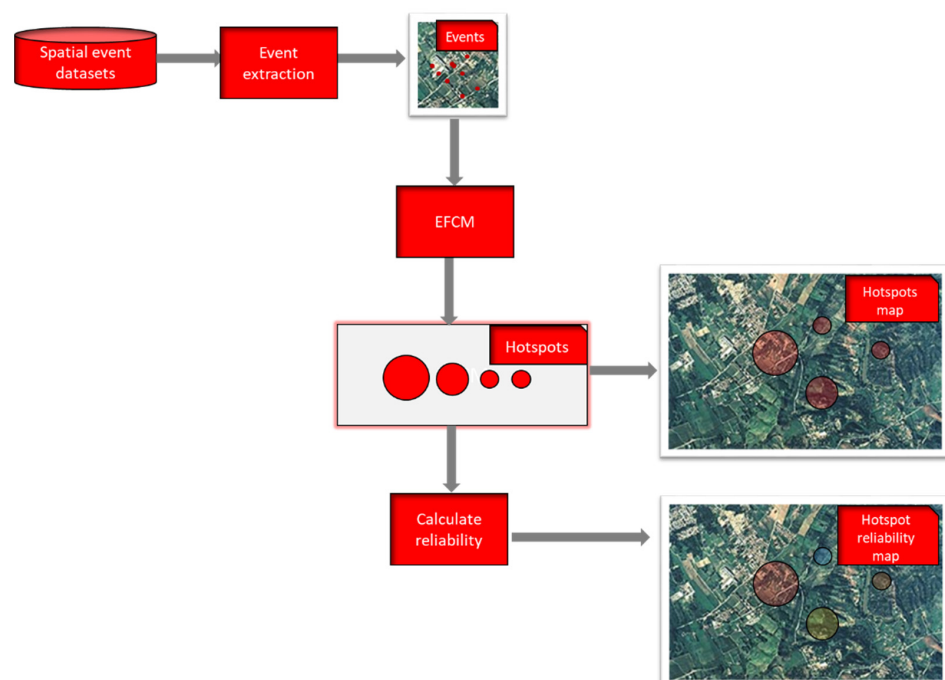 Spatial event
datasets
Event
extraction
Events
EFCM
Hotspots
Hotspots
map
Calculate
reliability
Hotspot
reliability
map